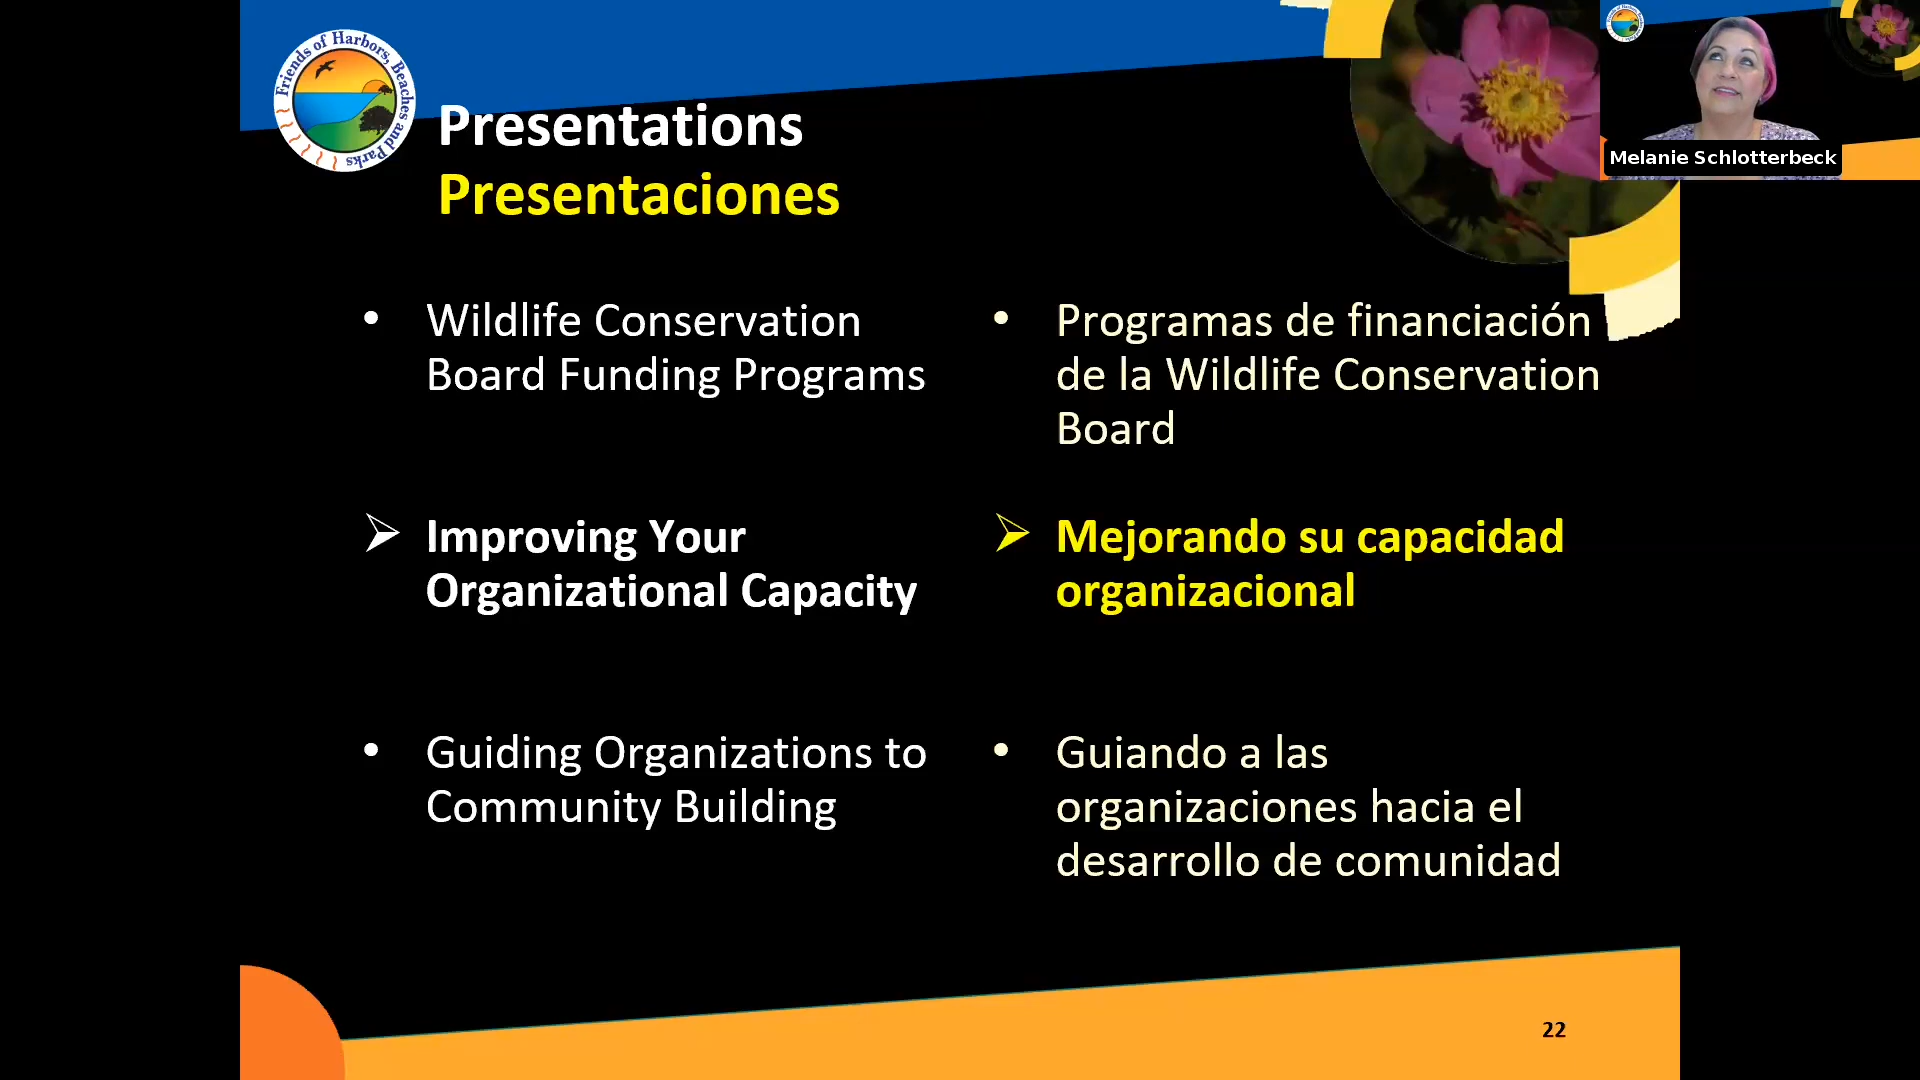 Friends of Harbors, Beaches and Parks
Presentations
Presentaciones
Melanie Schlotterbeck
• Wildlife Conservation
Board Funding Programs
➢ Improving Your
Organizational Capacity
• Guiding Organizations to
Community Building
• Programas de financiación
de la Wildlife Conservation
Board
➢ Mejorando su capacidad
organizacional
• Guiando a las
organizaciones hacia el
desarrollo de comunidad
22